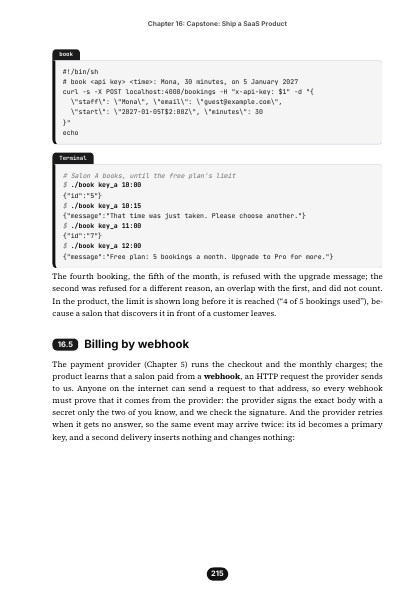 Chapter 16: Capstone: Ship a SaaS Product
book
#!/bin/sh
# book <api key> <time>: Mona, 30 minutes, on 5 January 2027
curl -s -X POST localhost:4000/bookings -H "x-api-key: $1" -d "{
\"staff\": \"Mona\", \"email\": \"guest@example.com\",
\"start\": \"2027-01-05T$2:00Z\", \"minutes\": 30
}"
echo
Terminal
# Salon A books, until the free plan's limit
$ ./book key_a 10:00
{"id":"5"}
$ ./book key_a 10:15
{"message":"That time was just taken. Please choose another."}
$ ./book key_a 11:00
{"id":"7"}
$ ./book key_a 12:00
{"message":"Free plan: 5 bookings a month. Upgrade to Pro for more."}
The fourth booking, the fifth of the month, is refused with the upgrade message; the
second was refused for a different reason, an overlap with the first, and did not count.
In the product, the limit is shown long before it is reached (“4 of 5 bookings used”), be-
cause a salon that discovers it in front of a customer leaves.
16.5 Billing by webhook
The payment provider (Chapter 5) runs the checkout and the monthly charges; the
product learns that a salon paid from a webhook, an HTTP request the provider sends
to us. Anyone on the internet can send a request to that address, so every webhook
must prove that it comes from the provider: the provider signs the exact body with a
secret only the two of you know, and we check the signature. And the provider retries
when it gets no answer, so the same event may arrive twice: its id becomes a primary
key, and a second delivery inserts nothing and changes nothing:
215